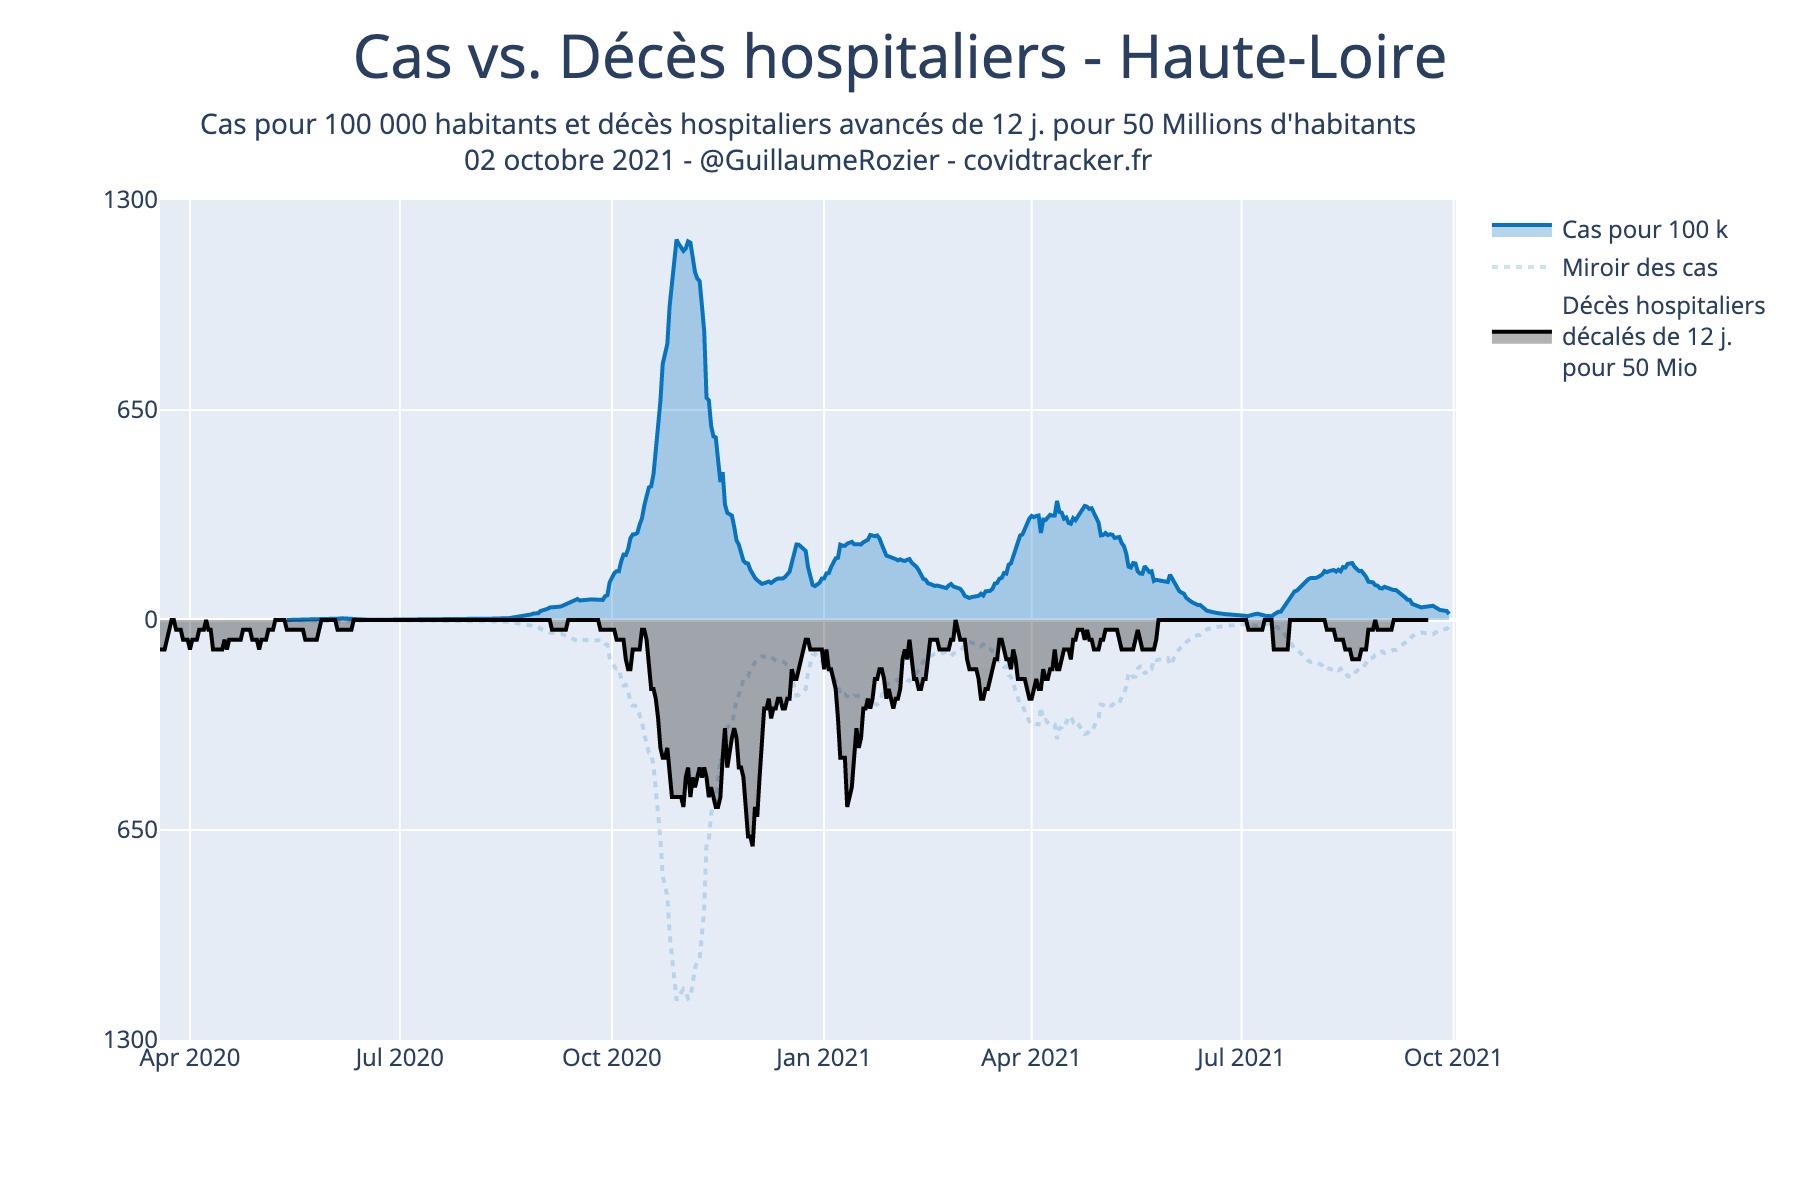 Cas vs. Décès hospitaliers - Haute-Loire
Cas pour 100 000 habitants et décès hospitaliers avancés de 12 j. pour 50 Millions d'habitants
02 octobre 2021 - @GuillaumeRozier - covidtracker.fr
1300
650
0
650
1300
Apr 2020
Jul 2020
Oct 2020
Jan 2021
Apr 2021
Jul 2021
Oct 2021
Cas pour 100 k
Miroir des cas
Décès hospitaliers
décalés de 12 j.
pour 50 Mio